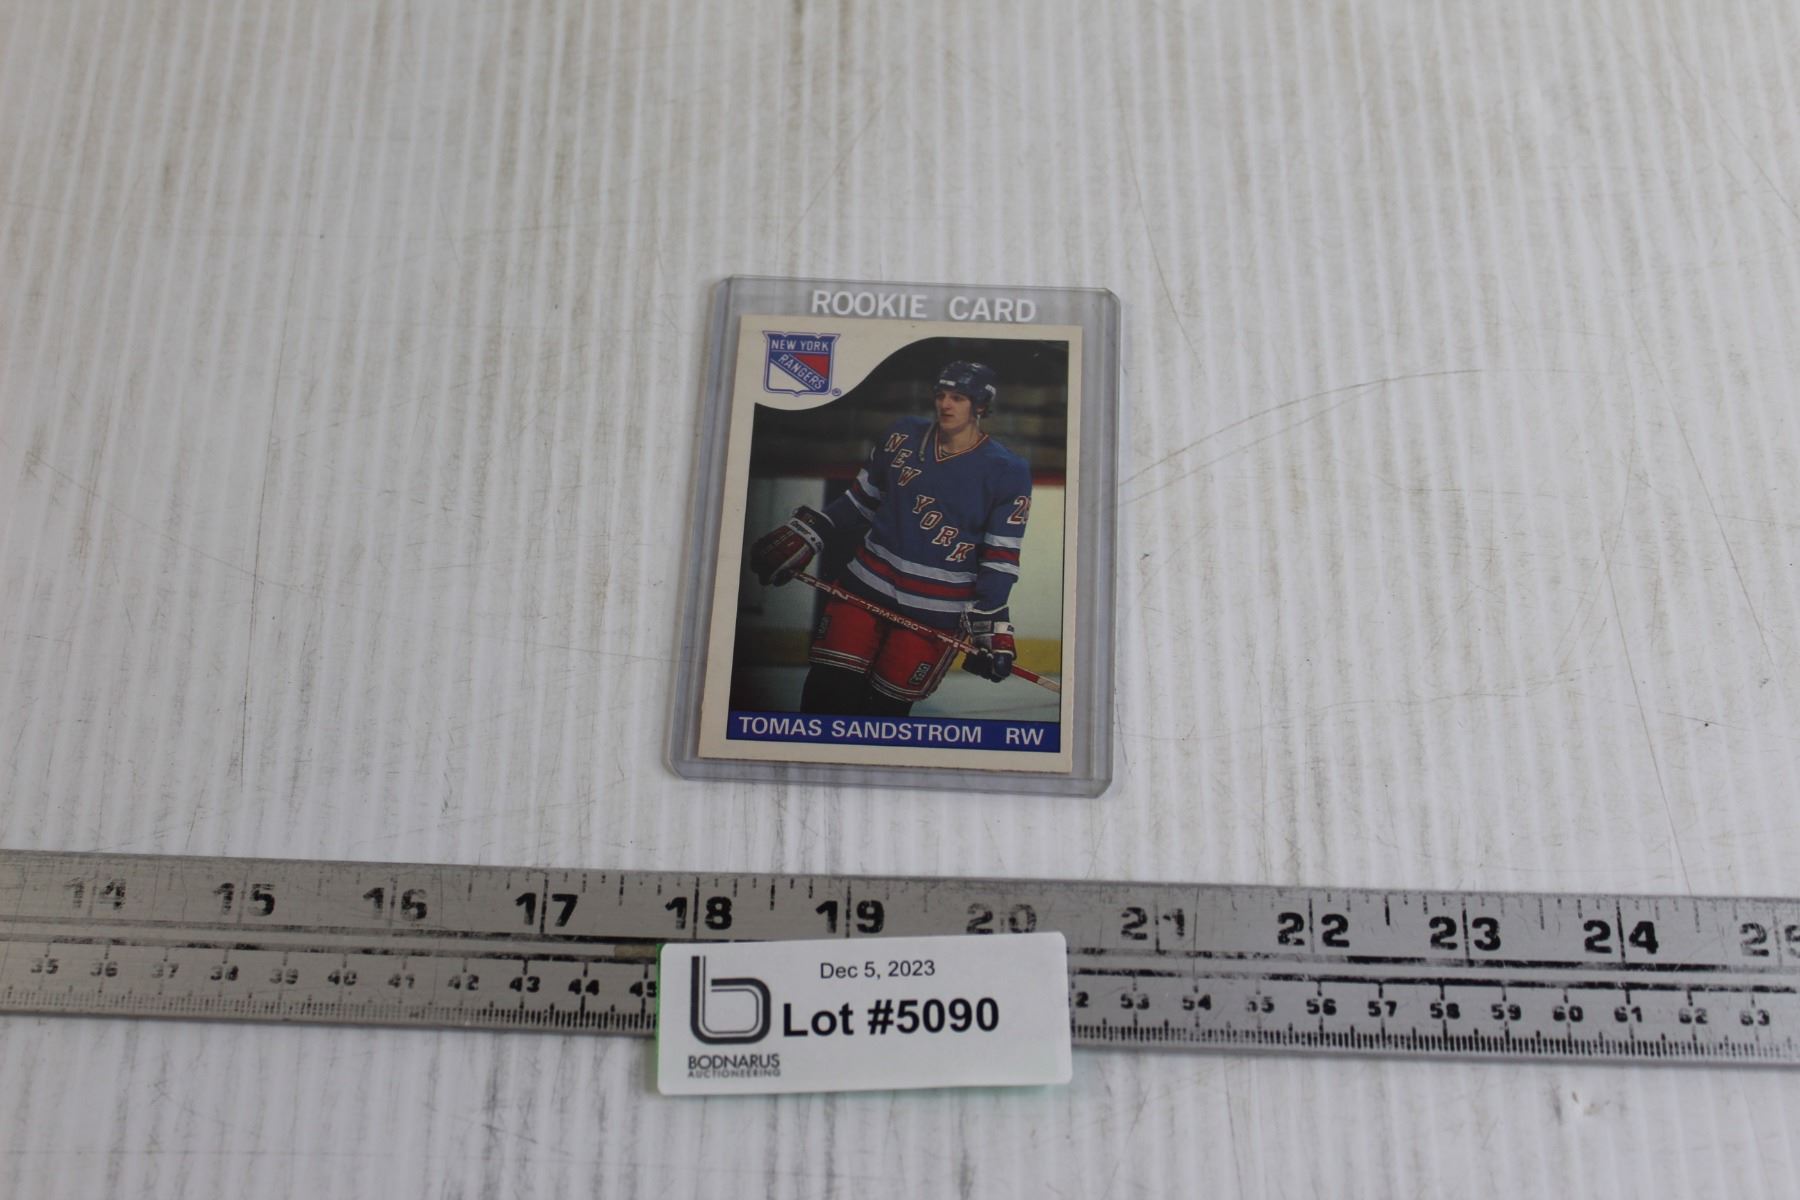 ROOKIE CARD
NEW YORK
RANGERS
NEW YORK
TOMAS SANDSTROM RW
14 15 16 17 18 19 20 21 22 23 24 25
35 36 37 38 39 40 41 42 43 44 45 53 54 55 56 57 58 59 60 61 62 63
Dec 5, 2023
Lot #5090
BODNARUS
AUCTIONEERING